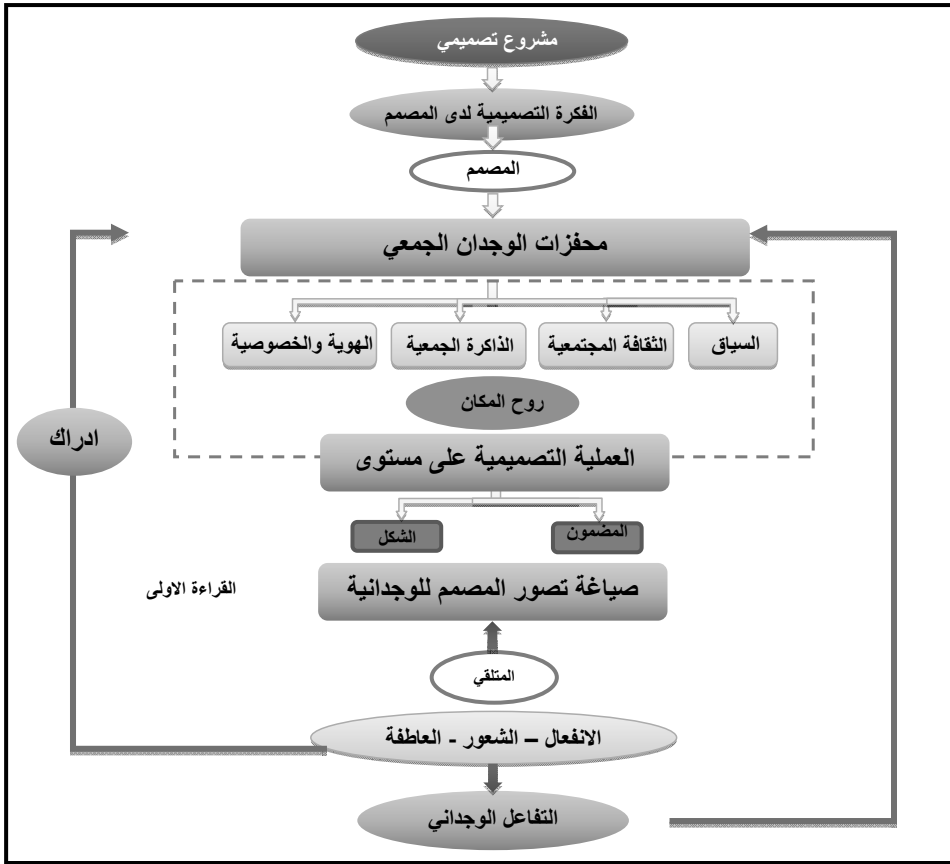 مشروع تصميمي
الفكرة التصميمية لدى المصمم
المصمم
محفزات الوجدان الجمعي
السياق
الثقافة المجتمعية
الذاكرة الجمعية
الهوية والخصوصية
روح المكان
ادراك
العملية التصميمية على مستوى
المضمون
الشكل
صياغة تصور المصمم للوجدانية
القراءة الاولى
المتلقي
الانفعال – الشعور - العاطفة
التفاعل الوجداني